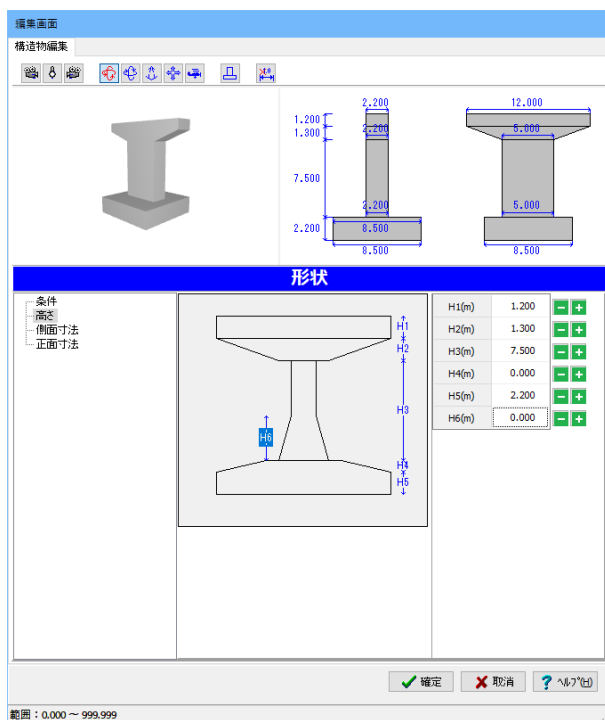 編集画面
構造物編集
2.200
12.000
1.200
1.300
2.200
5.000
7.500
2.200
5.000
2.200
8.500
8.500
8.500
形状
条件
高さ
側面寸法
正面寸法
H1
H2
H3
H6
H4
H5
H1(m) 1.200
H2(m) 1.300
H3(m) 7.500
H4(m) 0.000
H5(m) 2.200
H6(m) 0.000
確定
取消
? ヘルプ(H)
範囲：0.000 ～ 999.999